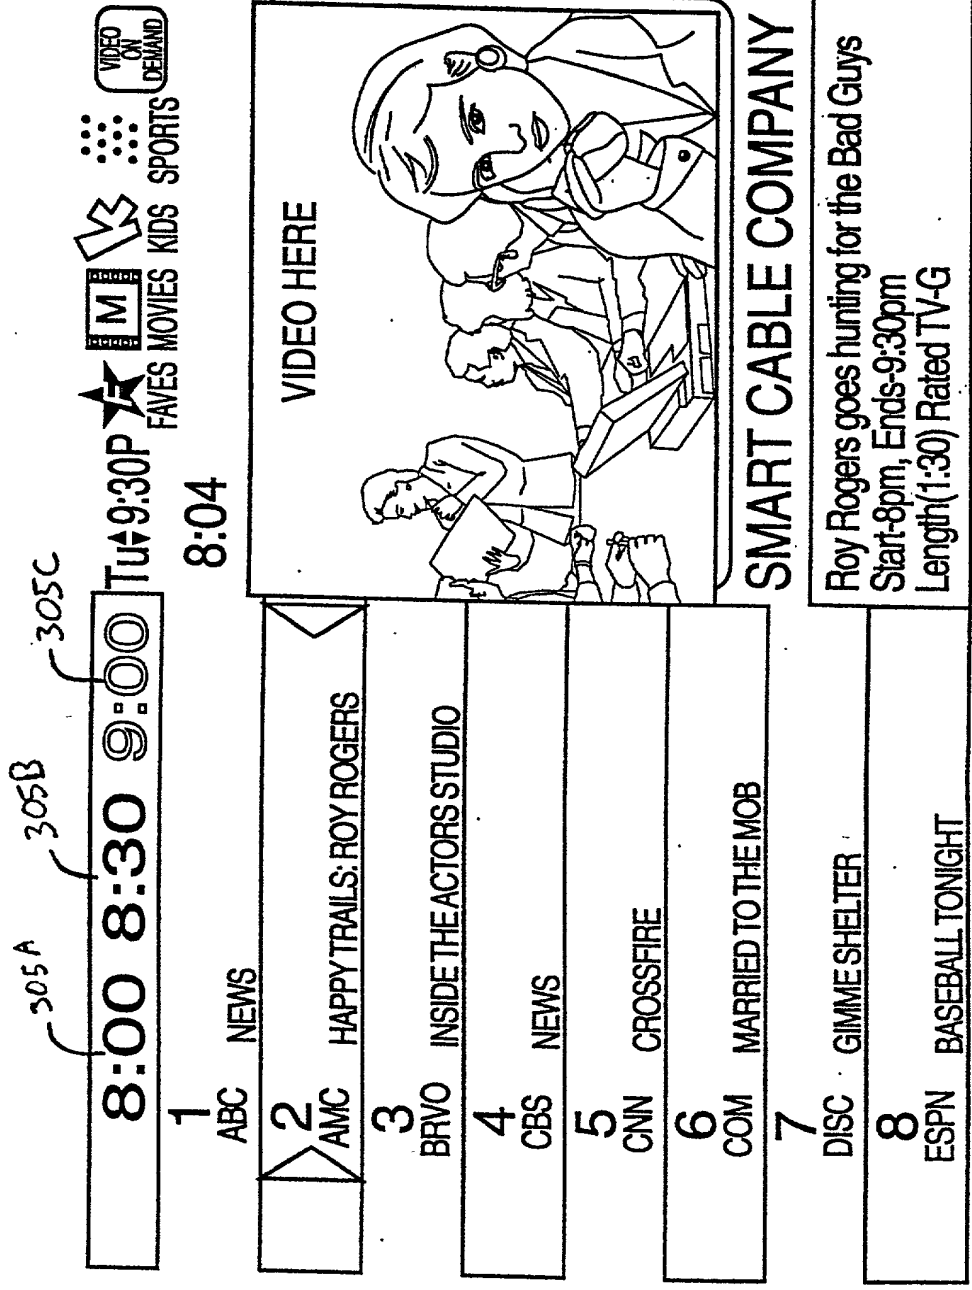 305A 305B 305C
8:00 8:30 9:00 Tu 9:30P
F M K VIDEO ON DEMAND
FAVES MOVIES KIDS SPORTS
8:04
1
ABC NEWS
2
AMC HAPPY TRAILS: ROY ROGERS
3
BRVO INSIDE THE ACTORS STUDIO
4
CBS NEWS
5
CNN CROSSFIRE
6
COM MARRIED TO THE MOB
7
DISC GIMME SHELTER
8
ESPN BASEBALL TONIGHT
VIDEO HERE
SMART CABLE COMPANY
Roy Rogers goes hunting for the Bad Guys
Start-8pm, Ends-9:30pm
Length(1:30) Rated TV-G